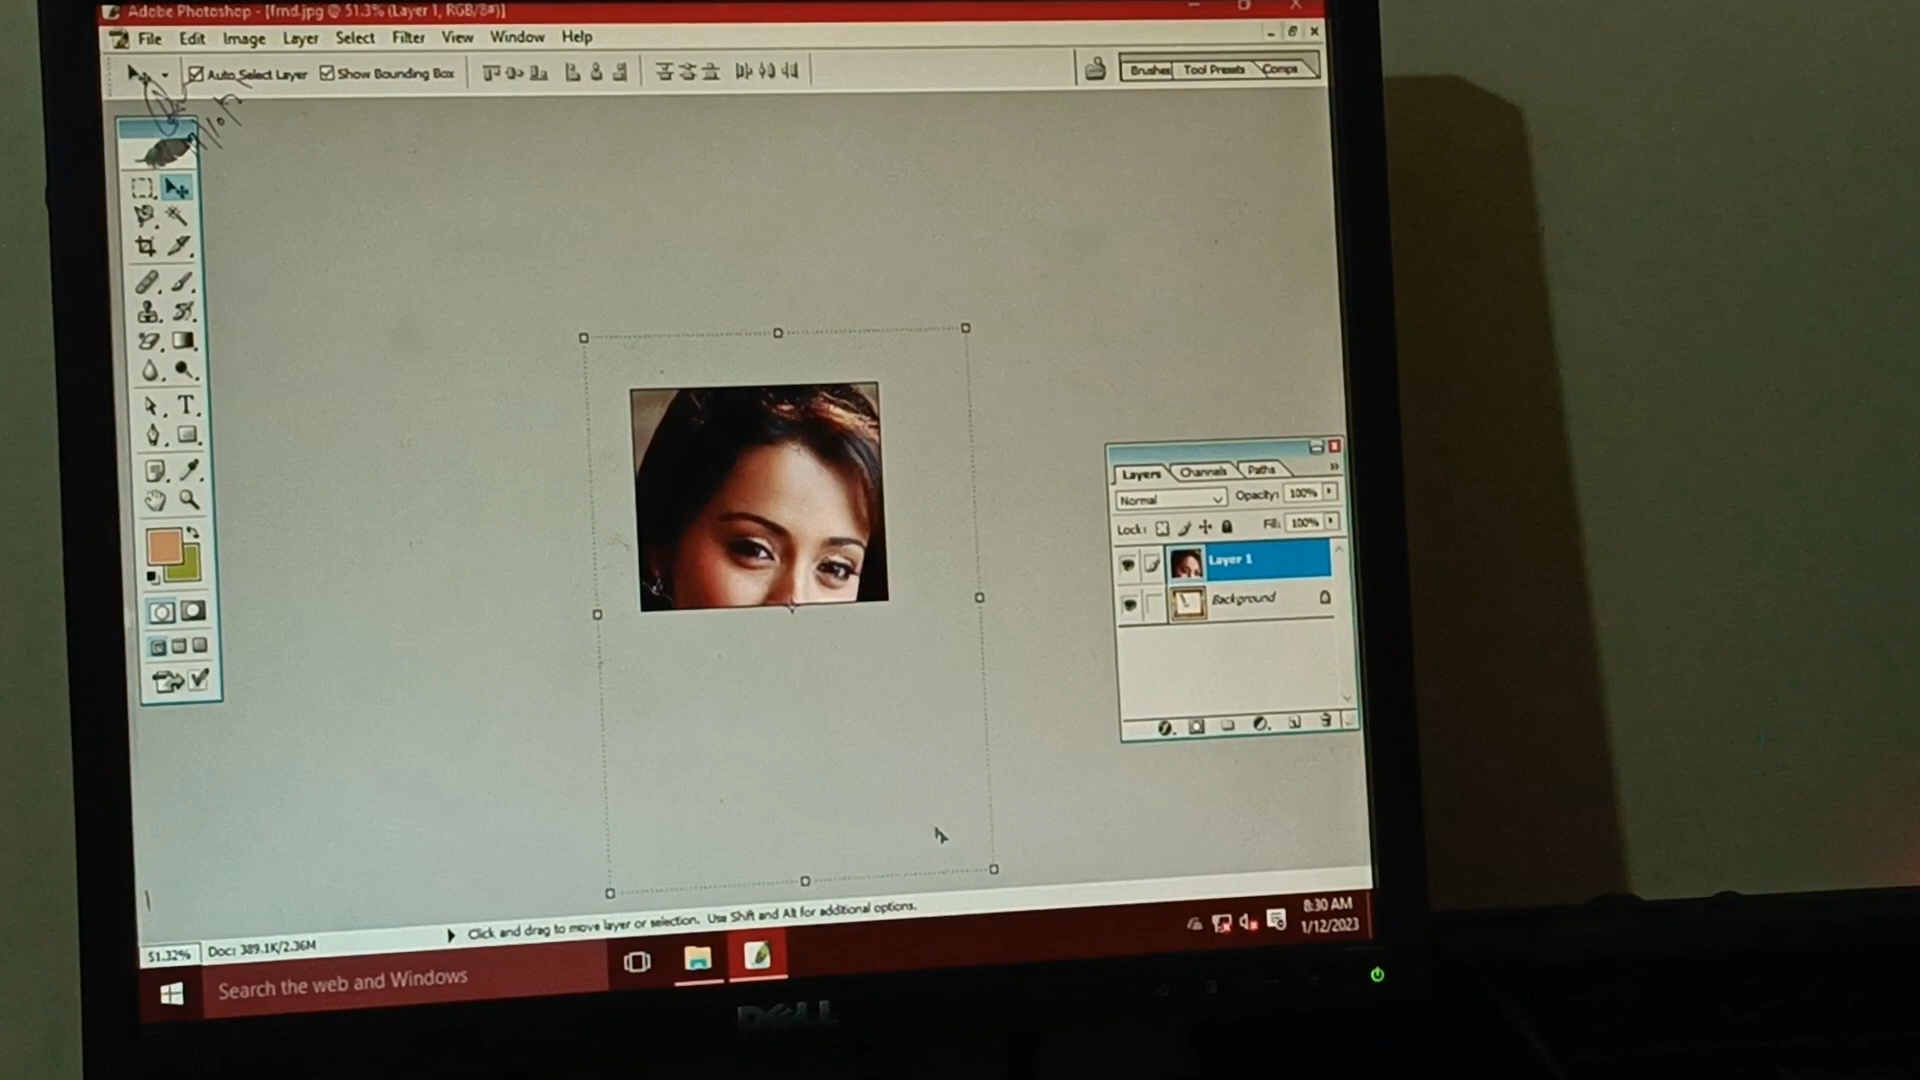 Adobe Photoshop - [frnd.jpg @ 51.3% (Layer 1, RGB/8#)]
File Edit Image Layer Select Filter View Window Help
Auto Select Layer Show Bounding Box Brushes Tool Presets Comps
Layers Channels Paths
Normal Opacity: 100%
Lock: Fill: 100%
Layer 1
Background
T
51.32% Doc: 389.1K/2.36M Click and drag to move layer or selection. Use Shift and Alt for additional options.
Search the web and Windows
8:30 AM
1/12/2023
DELL